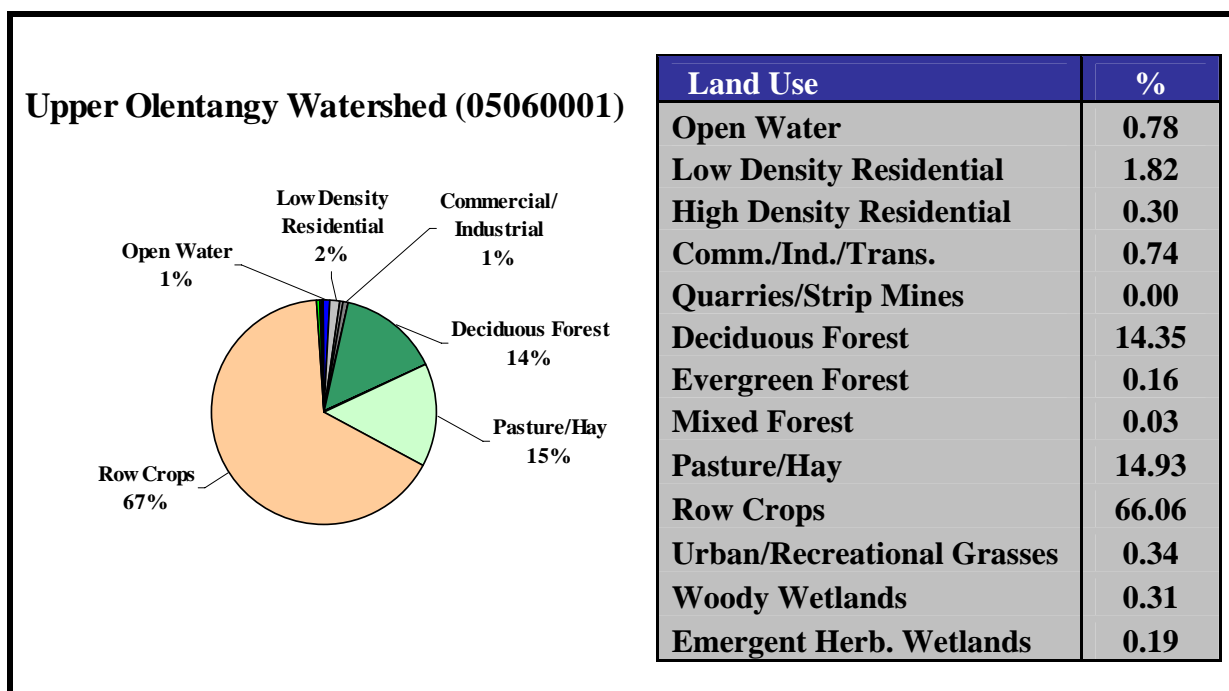 Upper Olentangy Watershed (05060001)
Low Density
Residential
2%
Commercial/
Industrial
1%
Open Water
1%
Deciduous Forest
14%
Pasture/Hay
15%
Row Crops
67%
Land Use %
Open Water 0.78
Low Density Residential 1.82
High Density Residential 0.30
Comm./Ind./Trans. 0.74
Quarries/Strip Mines 0.00
Deciduous Forest 14.35
Evergreen Forest 0.16
Mixed Forest 0.03
Pasture/Hay 14.93
Row Crops 66.06
Urban/Recreational Grasses 0.34
Woody Wetlands 0.31
Emergent Herb. Wetlands 0.19